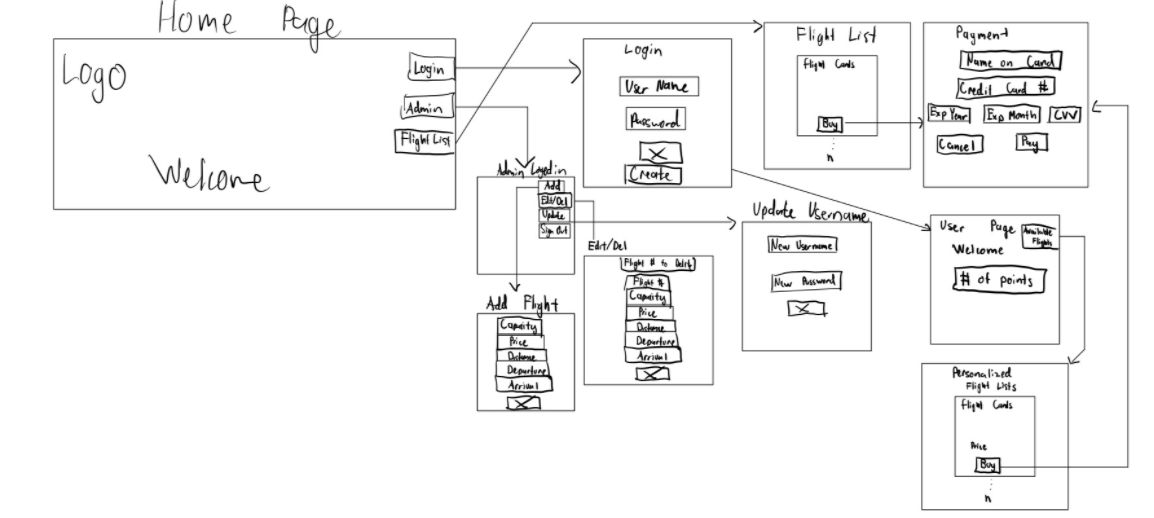 Home Page
Logo
Login
Admin
Flight List
Welcome
Login
User Name
Password
X
Create
Flight List
Flight Cards
Buy
n
Payment
Name on Card
Credit Card #
Exp Year
Exp Month
CVV
Cancel
Pay
Admin Loged in
Add
Edit/Del
Update
Sign Out
Add Flight
Capacity
Price
Distance
Departure
Arrival
X
Edit/Del
Flight # to Delete
Flight #
Capacity
Price
Distance
Departure
Arrival
X
Update Username
New Username
New Password
X
User Page
Available
Flights
Welcome
# of points
Personalized
Flight Lists
Flight Cards
Price
Buy
n